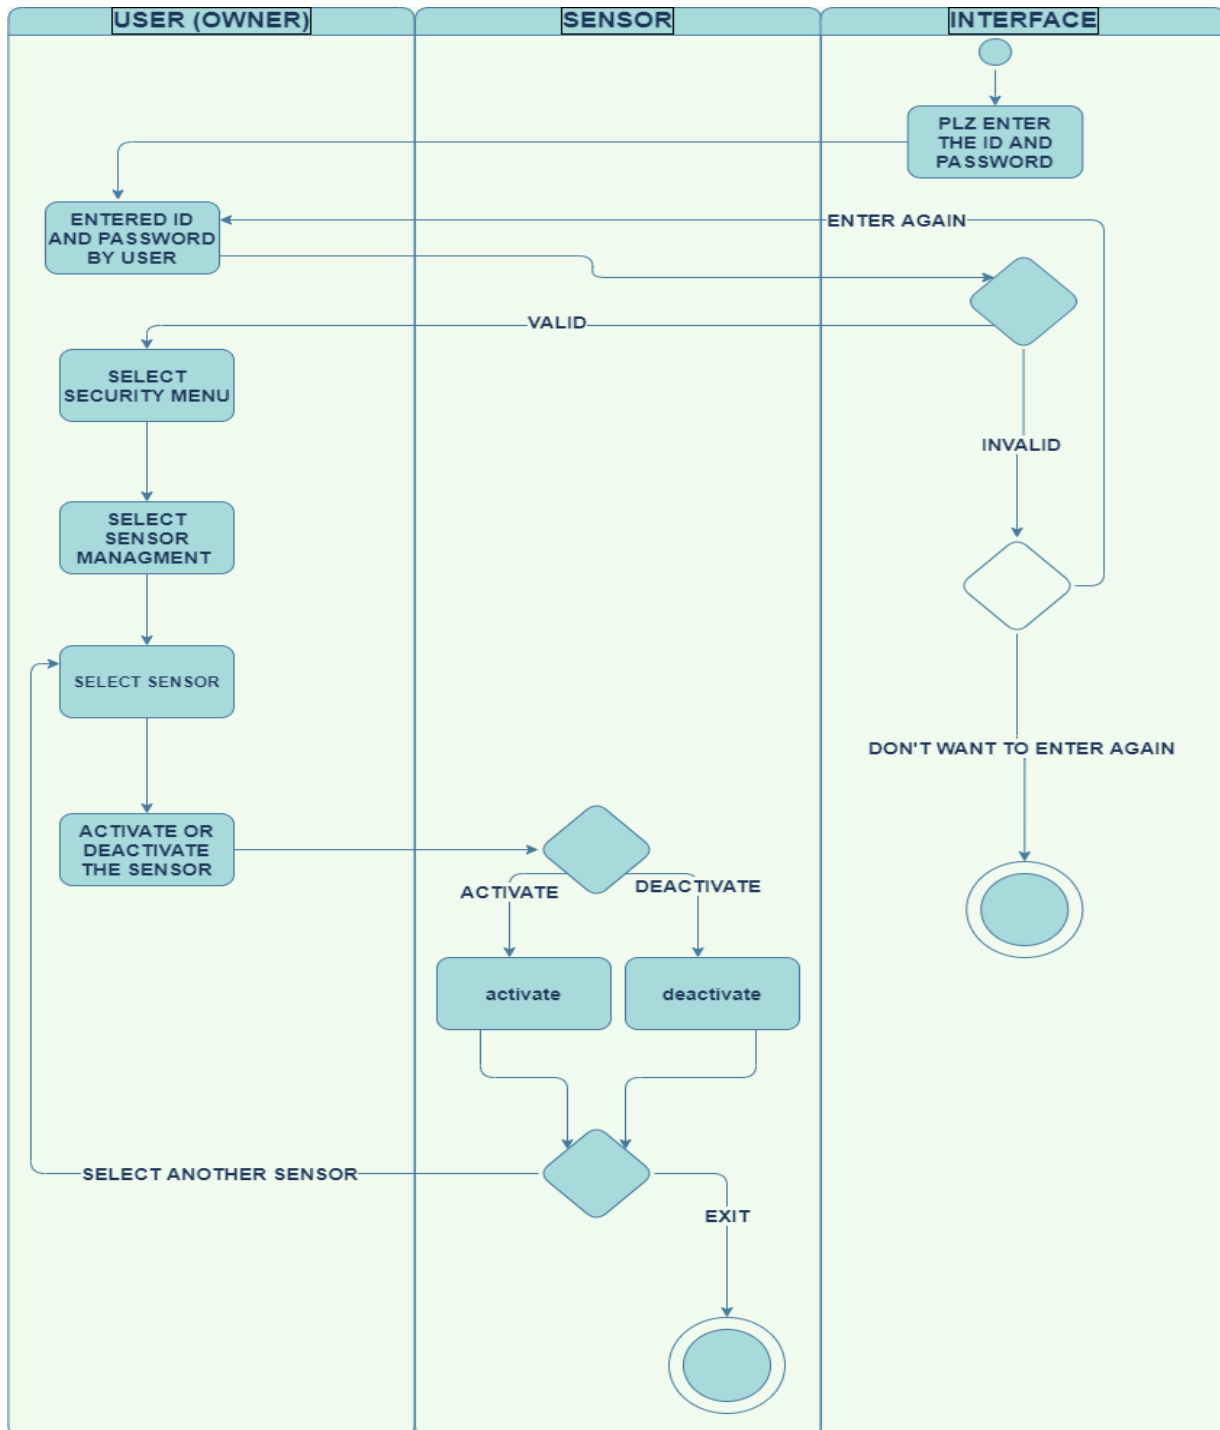 USER (OWNER)
SENSOR
INTERFACE
PLZ ENTER
THE ID AND
PASSWORD
ENTERED ID
AND PASSWORD
BY USER
ENTER AGAIN
VALID
SELECT
SECURITY MENU
INVALID
SELECT
SENSOR
MANAGMENT
SELECT SENSOR
DON'T WANT TO ENTER AGAIN
ACTIVATE OR
DEACTIVATE
THE SENSOR
ACTIVATE
DEACTIVATE
activate
deactivate
SELECT ANOTHER SENSOR
EXIT